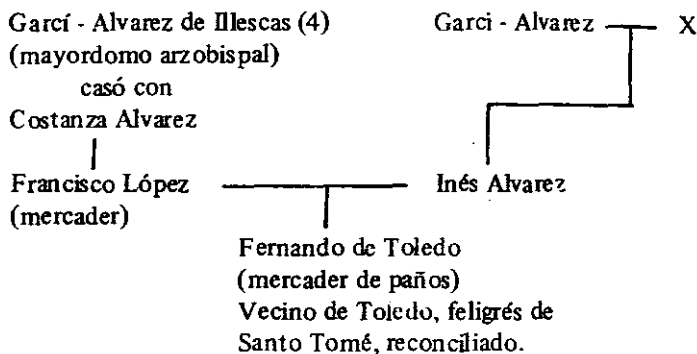 Garcí - Alvarez de Illescas (4)
(mayordomo arzobispal)
casó con
Costanza Alvarez
Garci - Alvarez X
Francisco López
(mercader)
Inés Alvarez
Fernando de Toledo
(mercader de paños)
Vecino de Toledo, feligrés de
Santo Tomé, reconciliado.